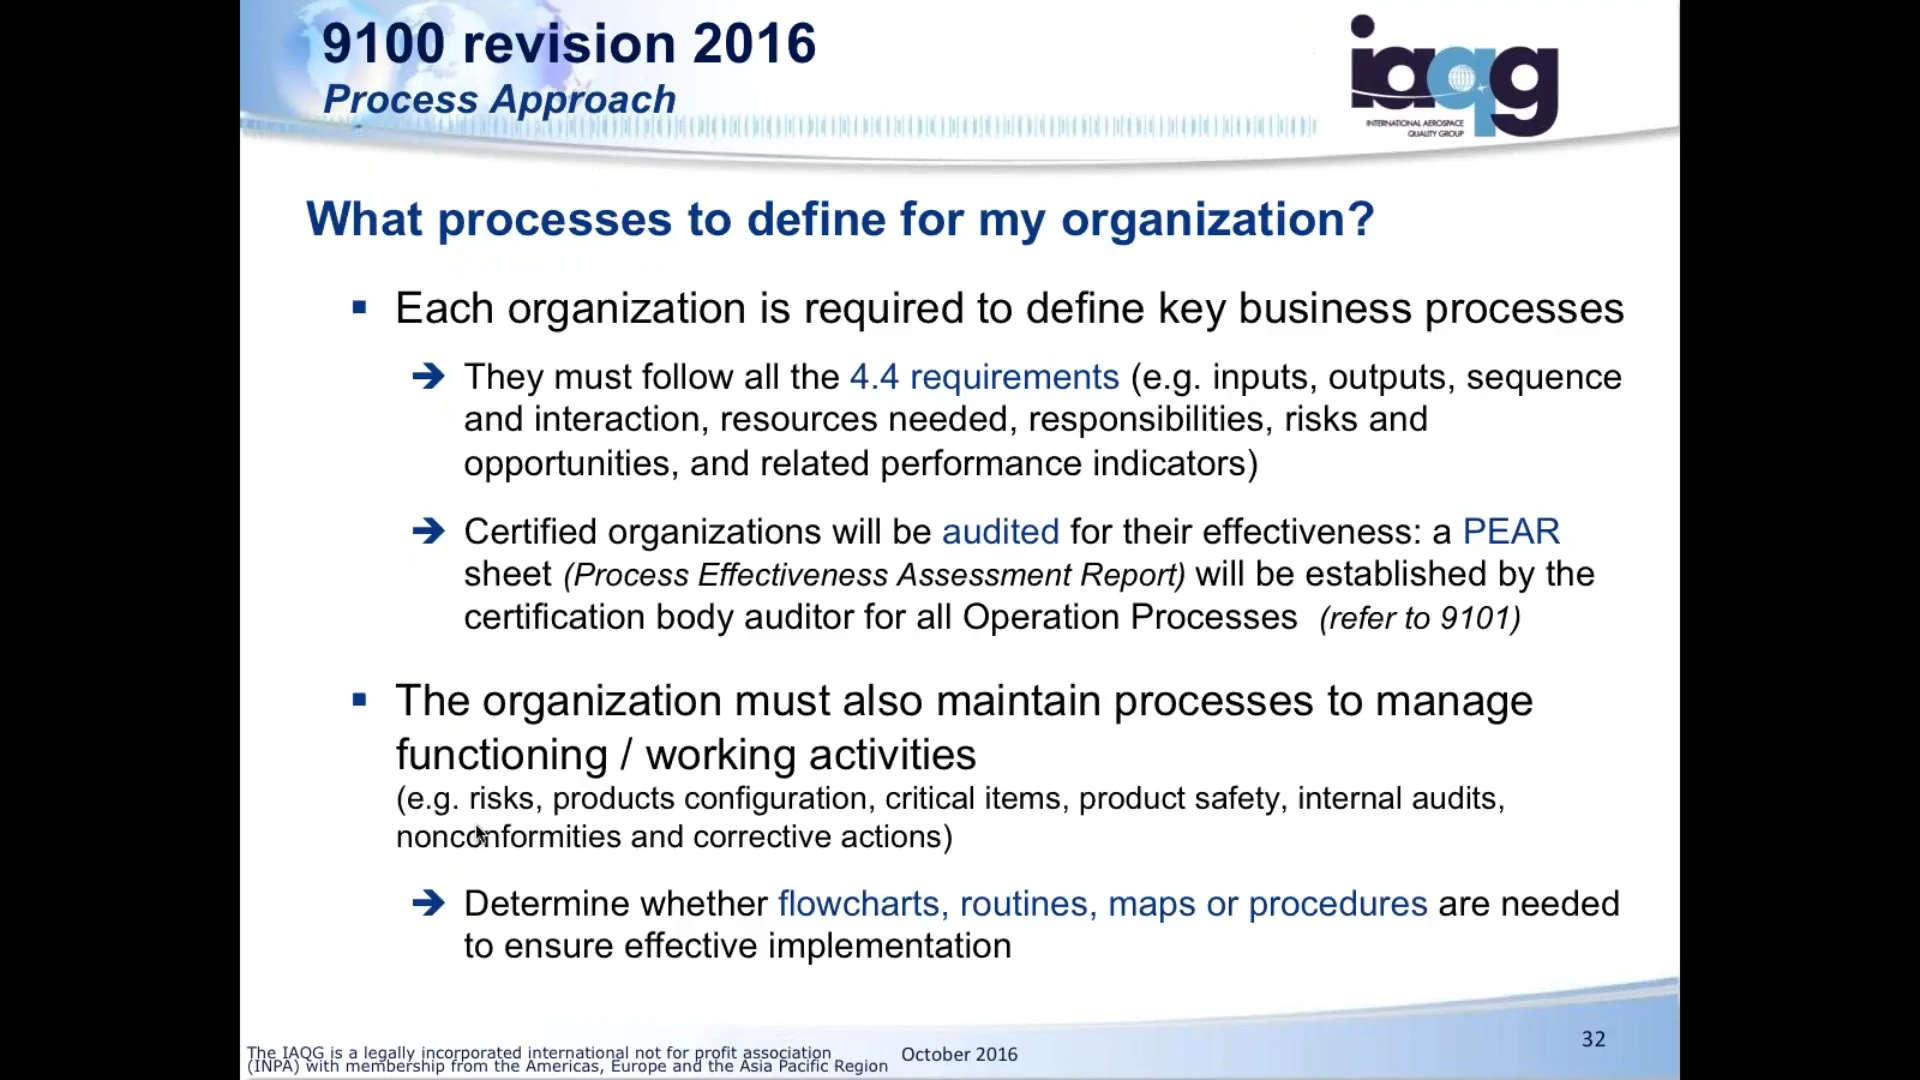 9100 revision 2016
Process Approach
iaqg
INTERNATIONAL AEROSPACE
QUALITY GROUP
What processes to define for my organization?
Each organization is required to define key business processes
They must follow all the 4.4 requirements (e.g. inputs, outputs, sequence
and interaction, resources needed, responsibilities, risks and
opportunities, and related performance indicators)
Certified organizations will be audited for their effectiveness: a PEAR
sheet (Process Effectiveness Assessment Report) will be established by the
certification body auditor for all Operation Processes (refer to 9101)
The organization must also maintain processes to manage
functioning / working activities
(e.g. risks, products configuration, critical items, product safety, internal audits,
nonconformities and corrective actions)
Determine whether flowcharts, routines, maps or procedures are needed
to ensure effective implementation
32
The IAQG is a legally incorporated international not for profit association
(INPA) with membership from the Americas, Europe and the Asia Pacific Region
October 2016